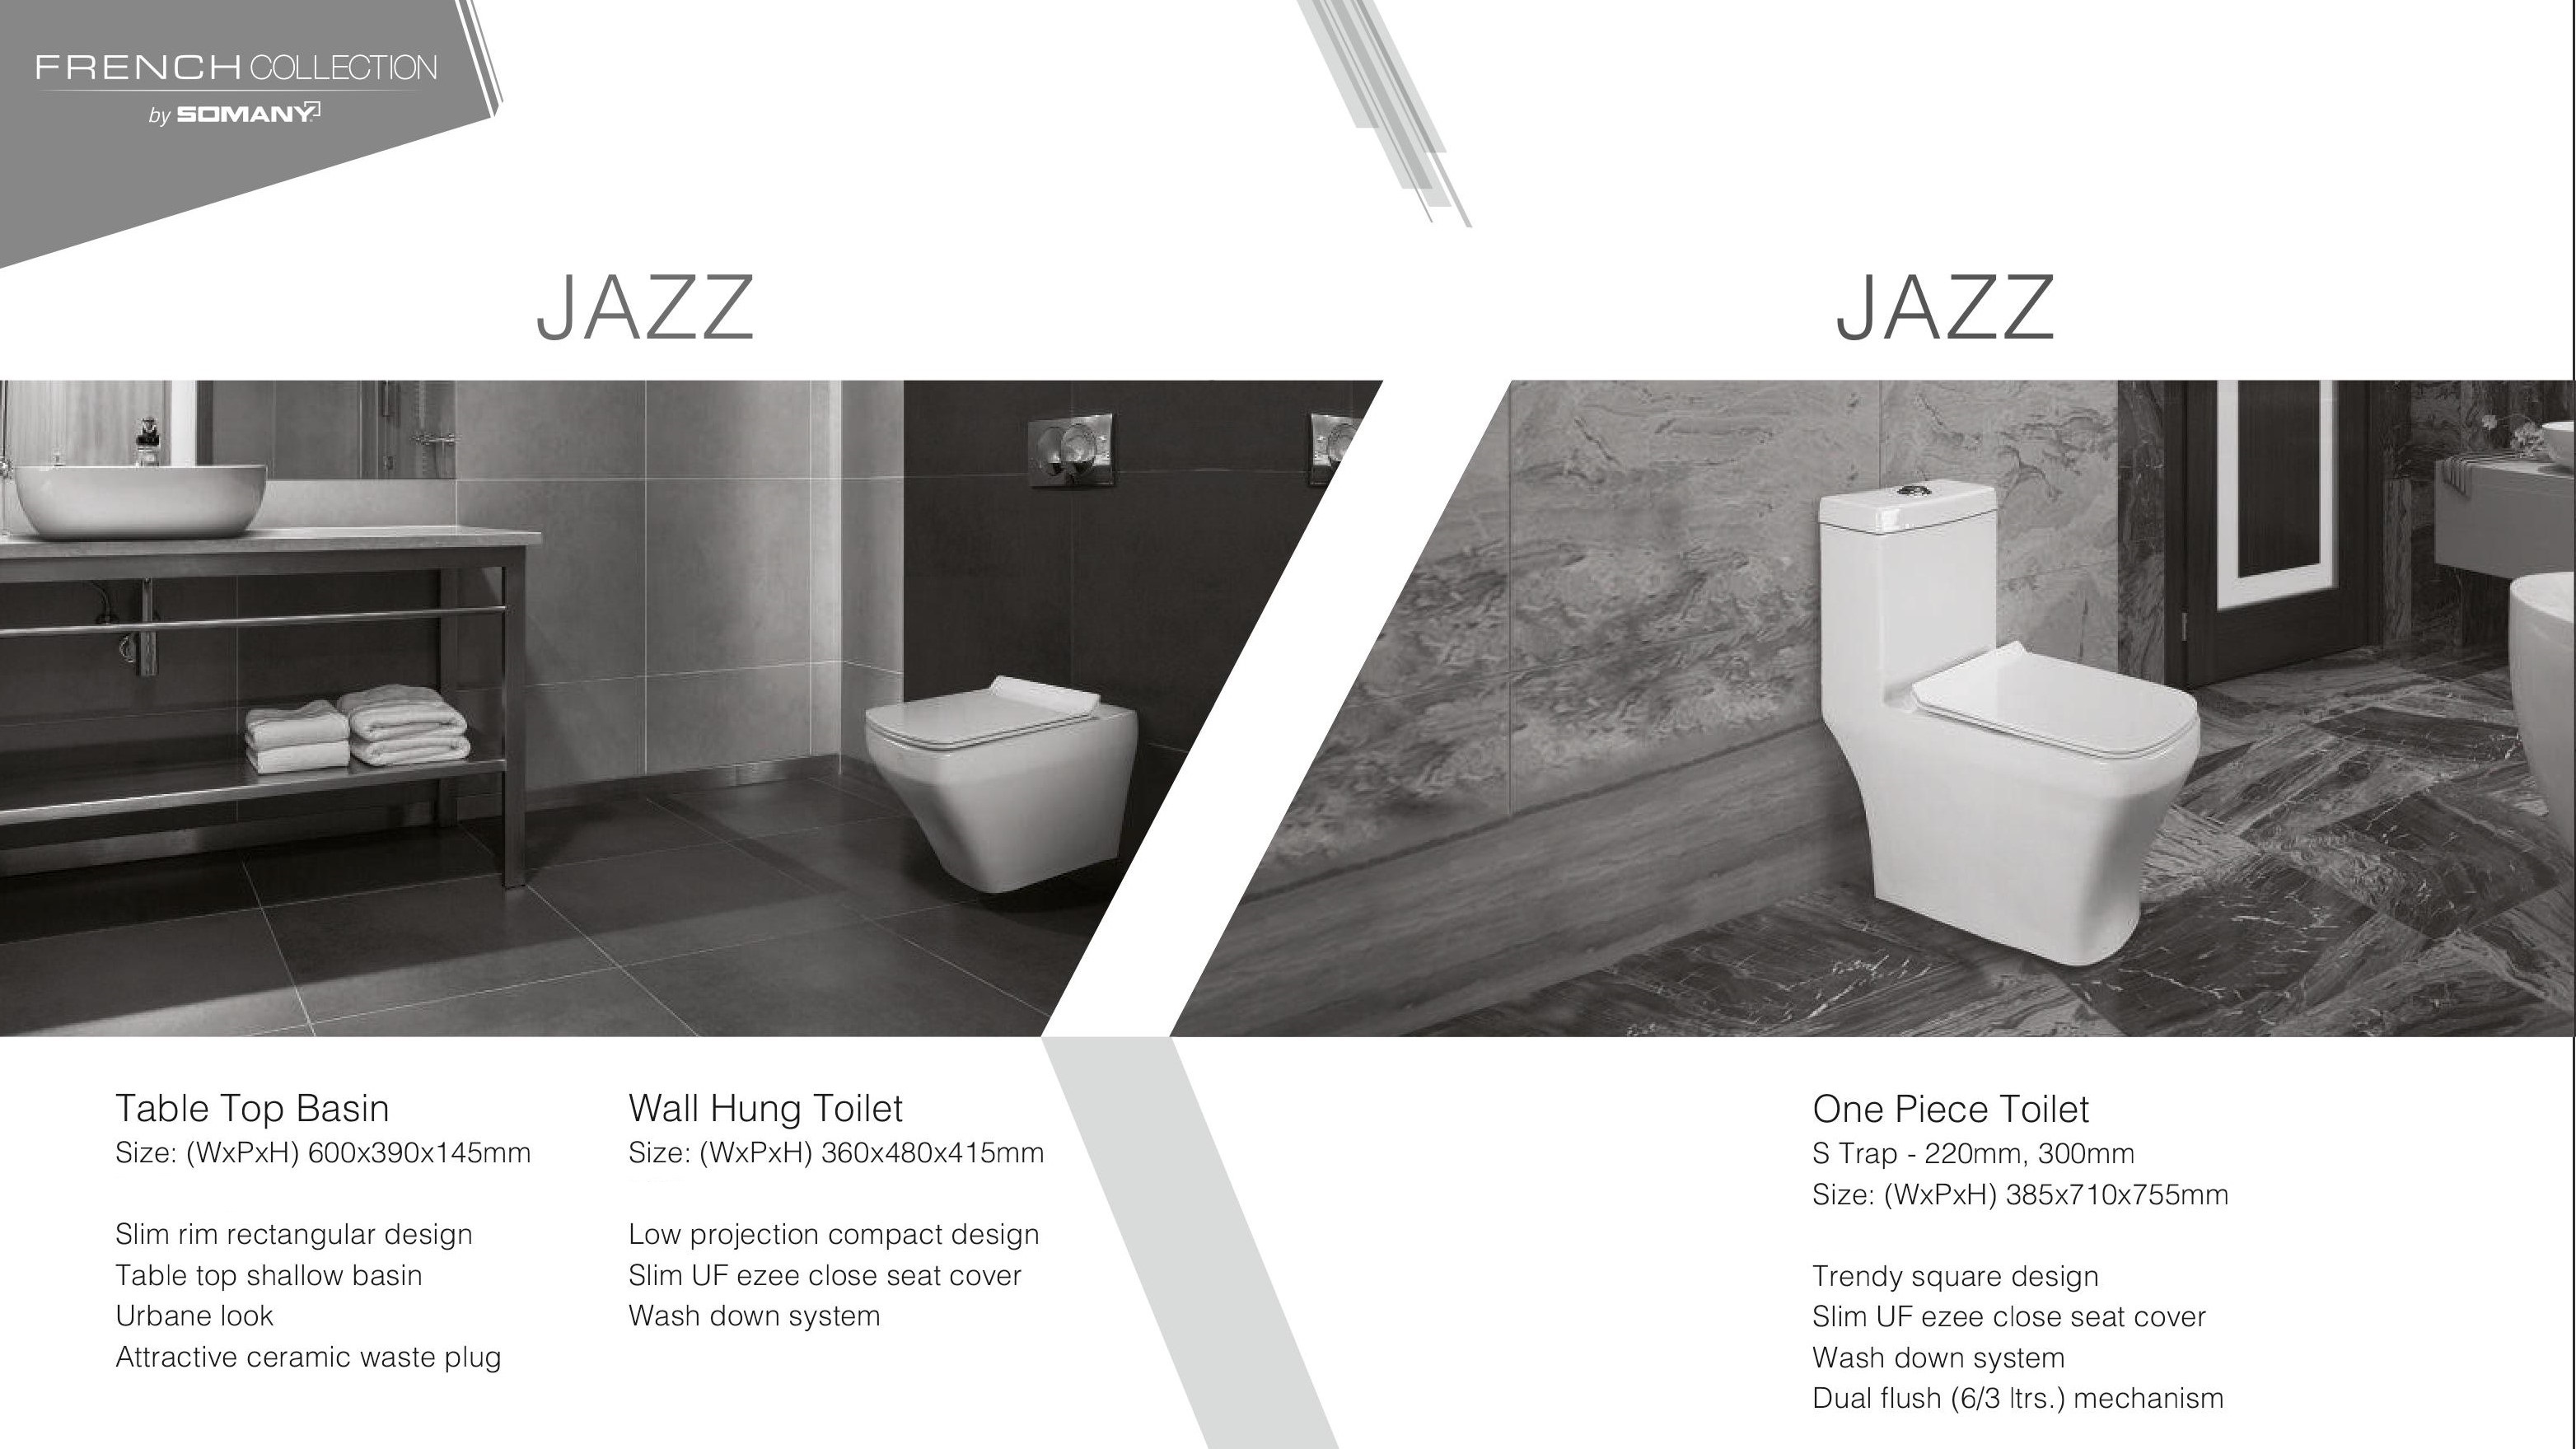 FRENCH COLLECTION
by SOMANY
JAZZ
JAZZ
Table Top Basin
Size: (WxPxH) 600x390x145mm
Slim rim rectangular design
Table top shallow basin
Urbane look
Attractive ceramic waste plug
Wall Hung Toilet
Size: (WxPxH) 360x480x415mm
Low projection compact design
Slim UF ezee close seat cover
Wash down system
One Piece Toilet
S Trap - 220mm, 300mm
Size: (WxPxH) 385x710x755mm
Trendy square design
Slim UF ezee close seat cover
Wash down system
Dual flush (6/3 ltrs.) mechanism